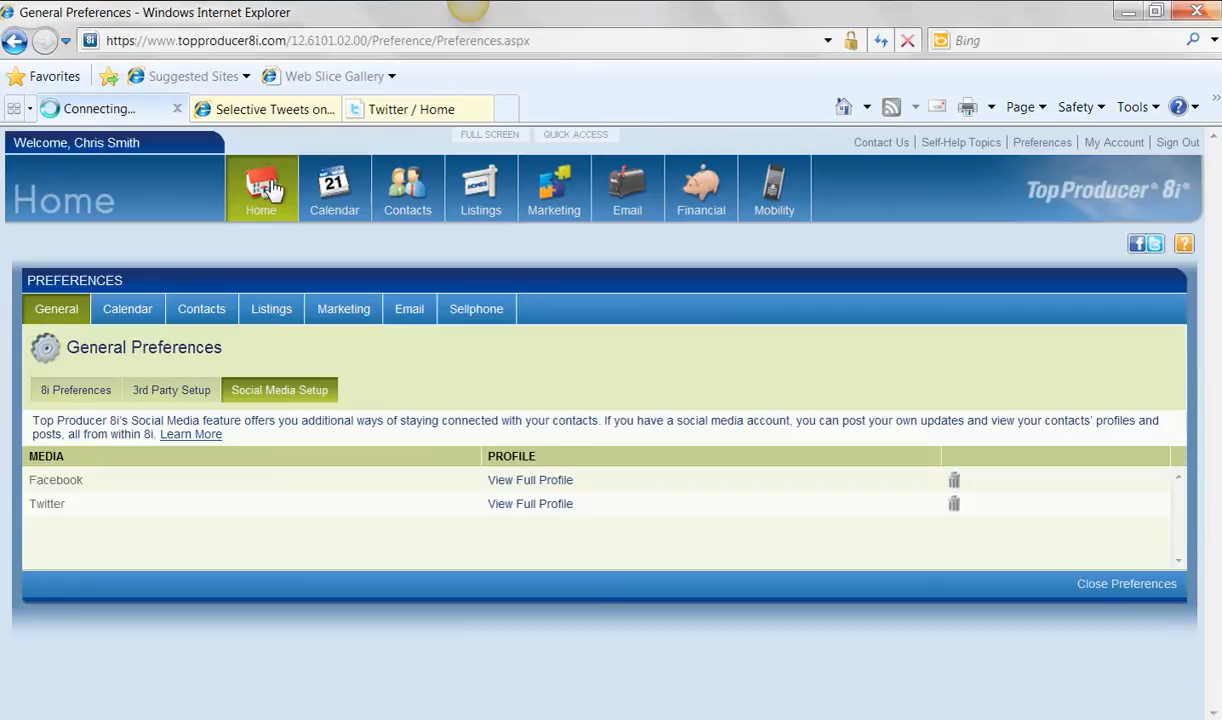 General Preferences - Windows Internet Explorer
https://www.topproducer8i.com/12.6101.02.00/Preference/Preferences.aspx
Bing
Favorites Suggested Sites Web Slice Gallery
Connecting... Selective Tweets on... Twitter / Home Page Safety Tools
Welcome, Chris Smith FULL SCREEN QUICK ACCESS Contact Us | Self-Help Topics | Preferences | My Account | Sign Out
Home
21
HOMES
Home Calendar Contacts Listings Marketing Email Financial Mobility
TOP PRODUCER® 8i®
PREFERENCES
General Calendar Contacts Listings Marketing Email Sellphone
General Preferences
8i Preferences 3rd Party Setup Social Media Setup
Top Producer 8i's Social Media feature offers you additional ways of staying connected with your contacts. If you have a social media account, you can post your own updates and view your contacts' profiles and
posts, all from within 8i. Learn More
MEDIA PROFILE
Facebook View Full Profile
Twitter View Full Profile
Close Preferences